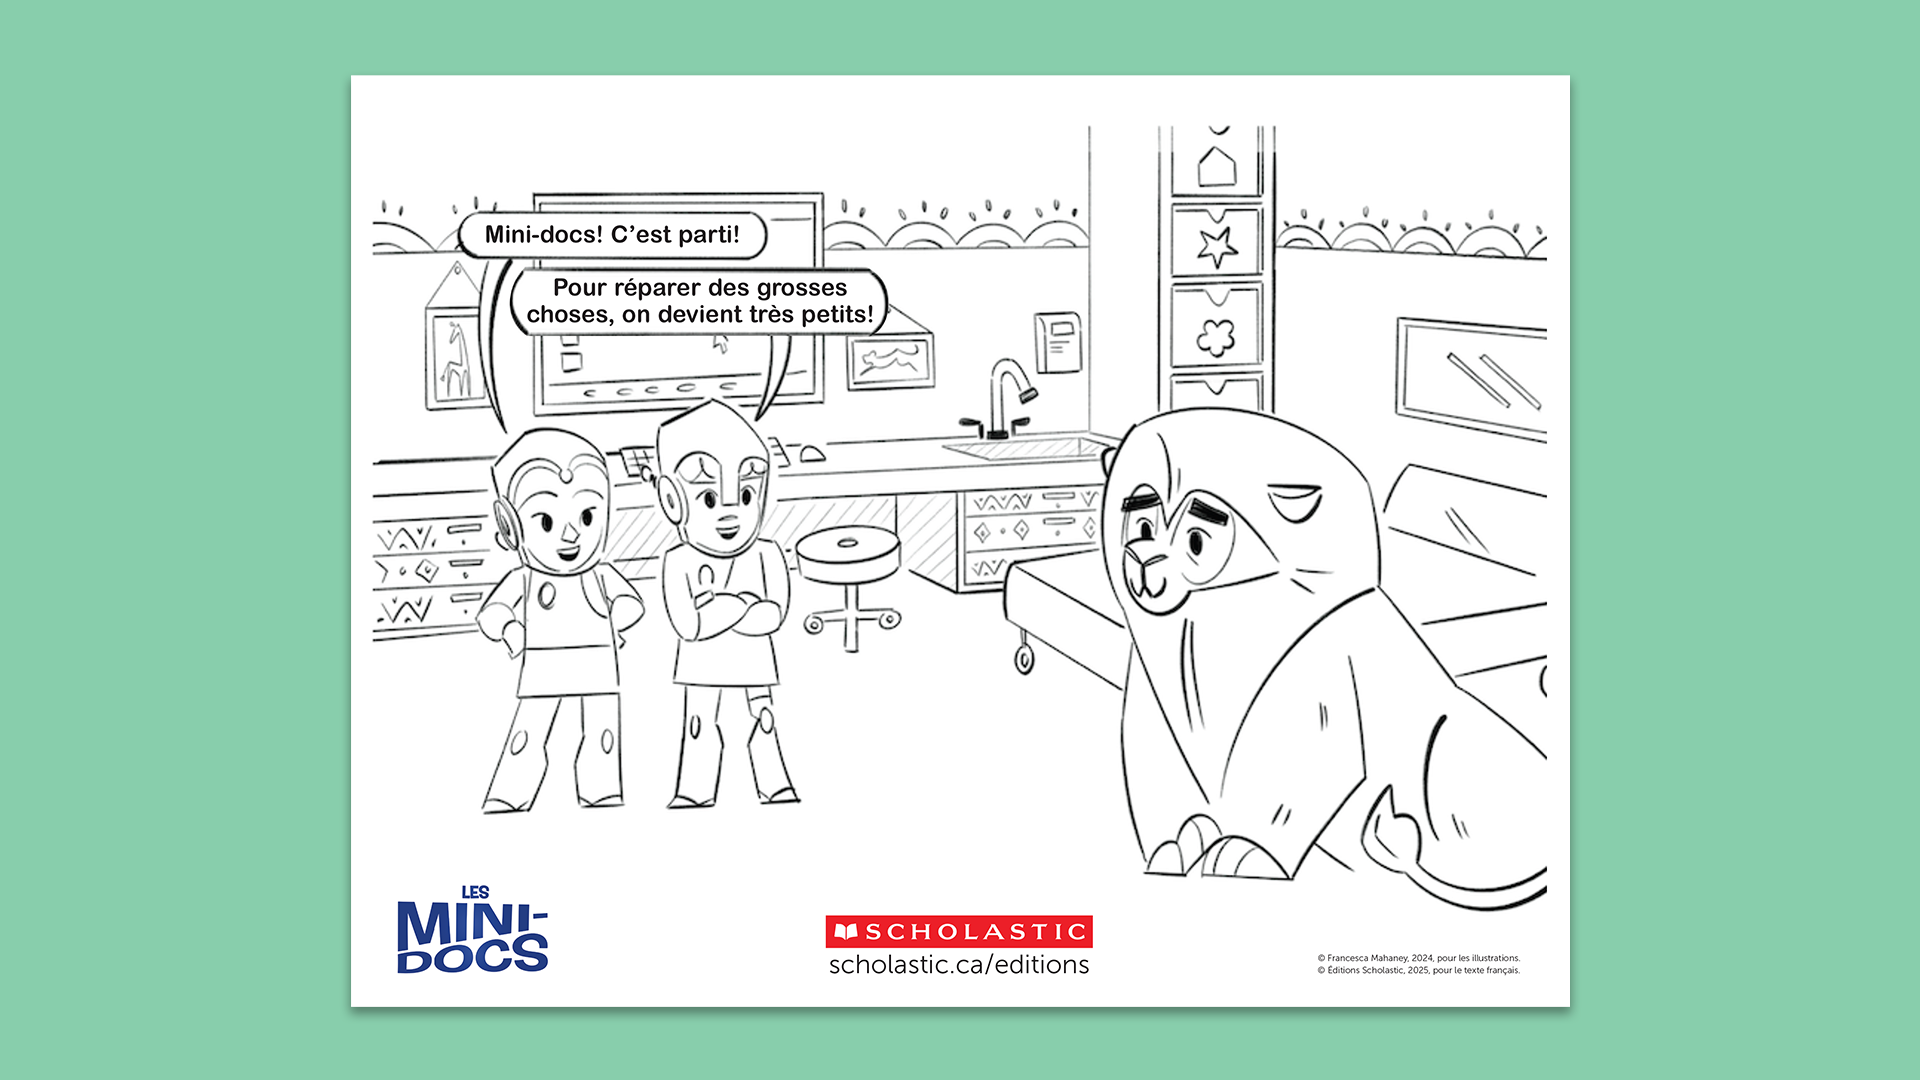 Mini-docs! C’est parti!
Pour réparer des grosses
choses, on devient très petits!
LES
MINI-
DOCS
SCHOLASTIC
scholastic.ca/editions
© Francesca Mahaney, 2024, pour les illustrations.
© Éditions Scholastic, 2025, pour le texte français.